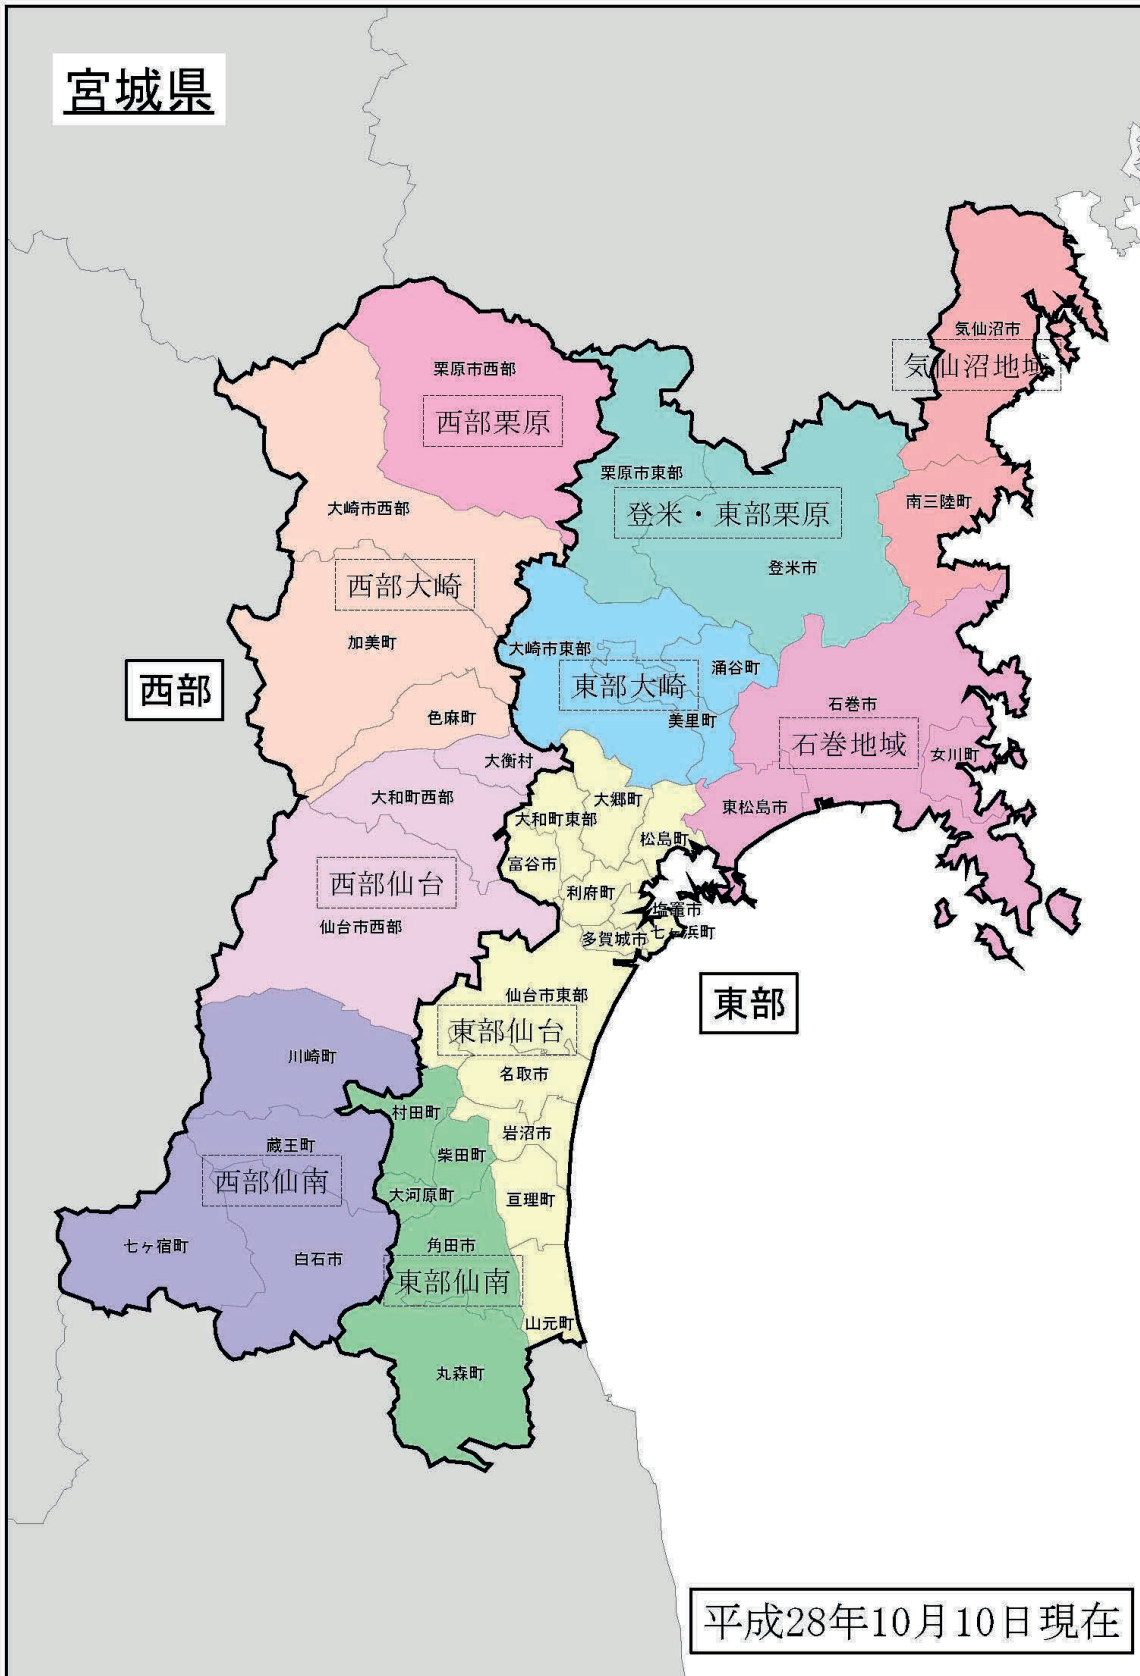 宮城県
気仙沼市
気仙沼地域
栗原市西部
西部栗原
栗原市東部
登米・東部栗原
南三陸町
大崎市西部
登米市
西部大崎
加美町
大崎市東部
涌谷町
東部大崎
西部
色麻町
美里町
石巻市
石巻地域
女川町
大衡村
大和町西部
大郷町
東松島市
大和町東部
松島町
富谷市
西部仙台
利府町
塩竈市
仙台市西部
多賀城市
七ヶ浜町
東部
仙台市東部
東部仙台
川崎町
名取市
村田町
岩沼市
蔵王町
柴田町
西部仙南
大河原町
亘理町
七ヶ宿町
白石市
角田市
東部仙南
山元町
丸森町
平成28年10月10日現在